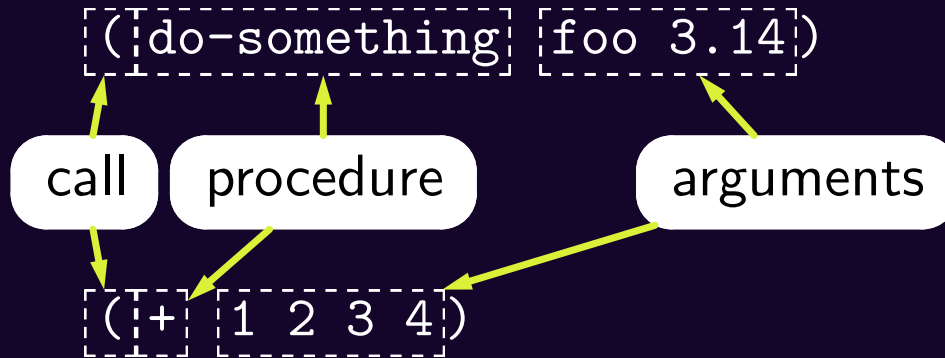 (do-something foo 3.14)
call procedure arguments
(+ 1 2 3 4)